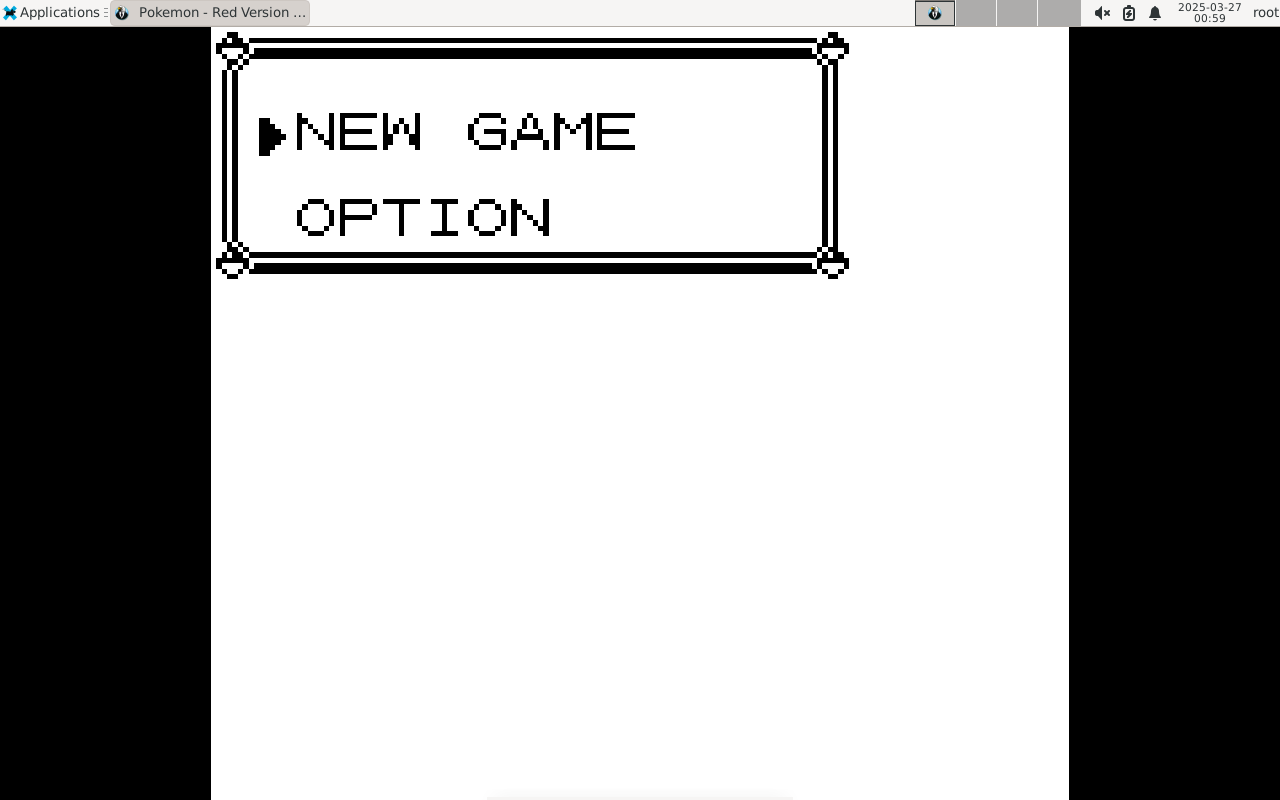 Applications
Pokemon - Red Version ...
2025-03-27
00:59
root
NEW GAME
OPTION